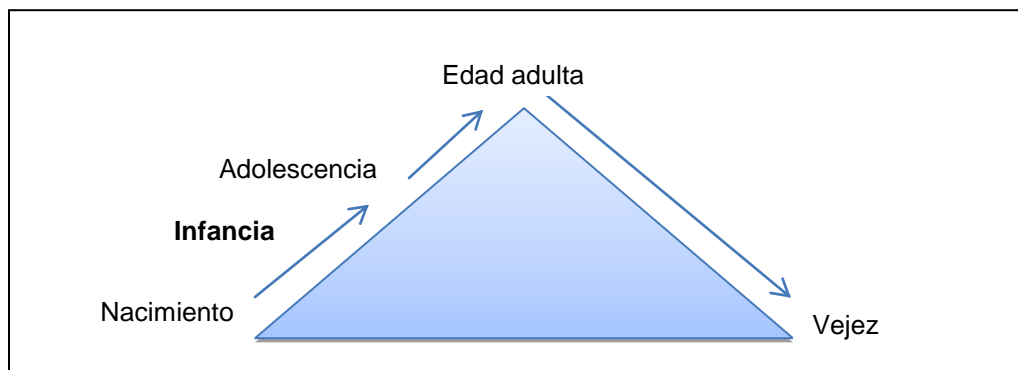 Edad adulta
Adolescencia
Infancia
Nacimiento
Vejez